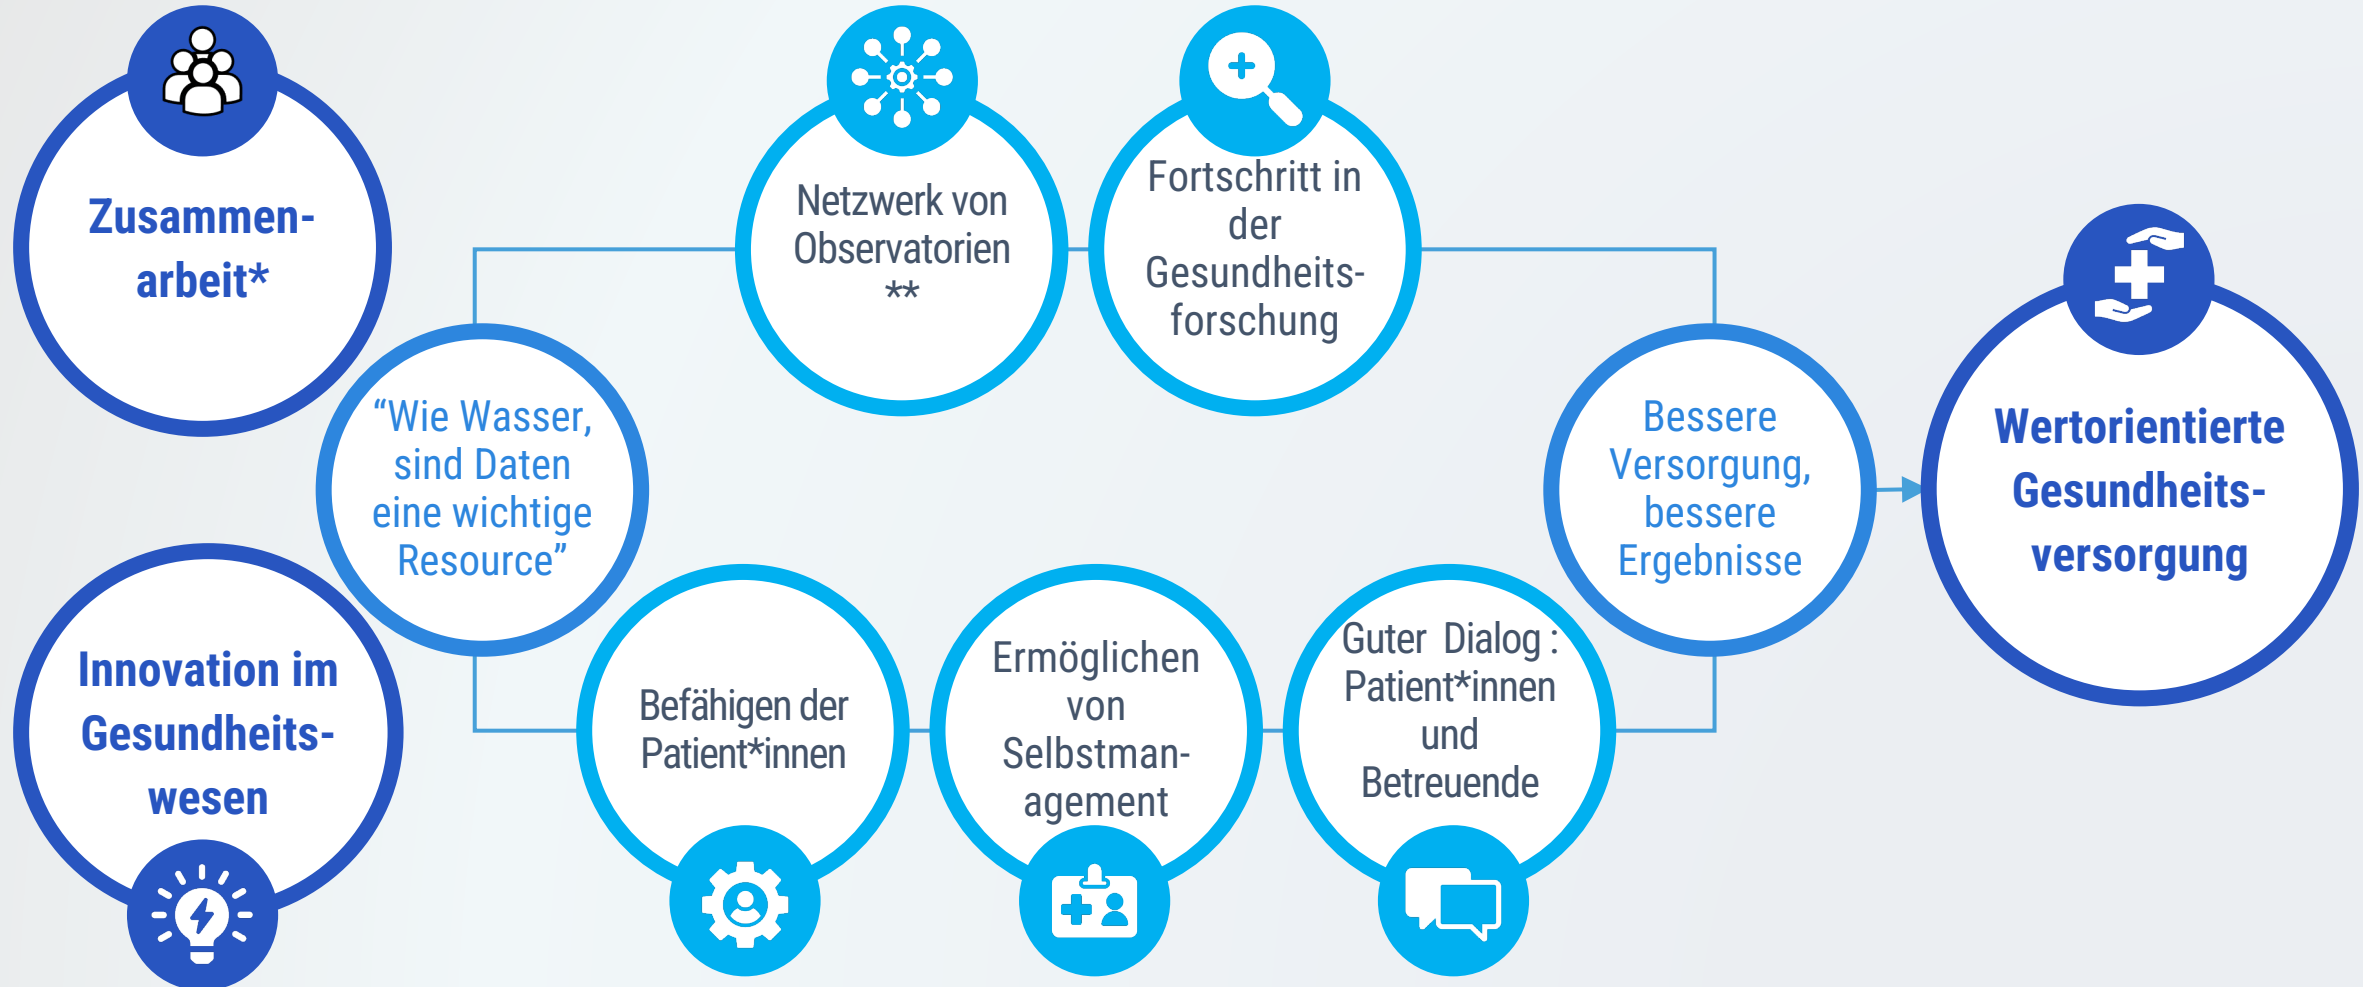 Zusammen-
arbeit*
Innovation im
Gesundheits-
wesen
“Wie Wasser,
sind Daten
eine wichtige
Resource”
Netzwerk von
Observatorien
**
Fortschritt in
der
Gesundheits-
forschung
Befähigen der
Patient*innen
Ermöglichen
von
Selbstman-
agement
Guter Dialog :
Patient*innen
und
Betreuende
Bessere
Versorgung,
bessere
Ergebnisse
Wertorientierte
Gesundheits-
versorgung